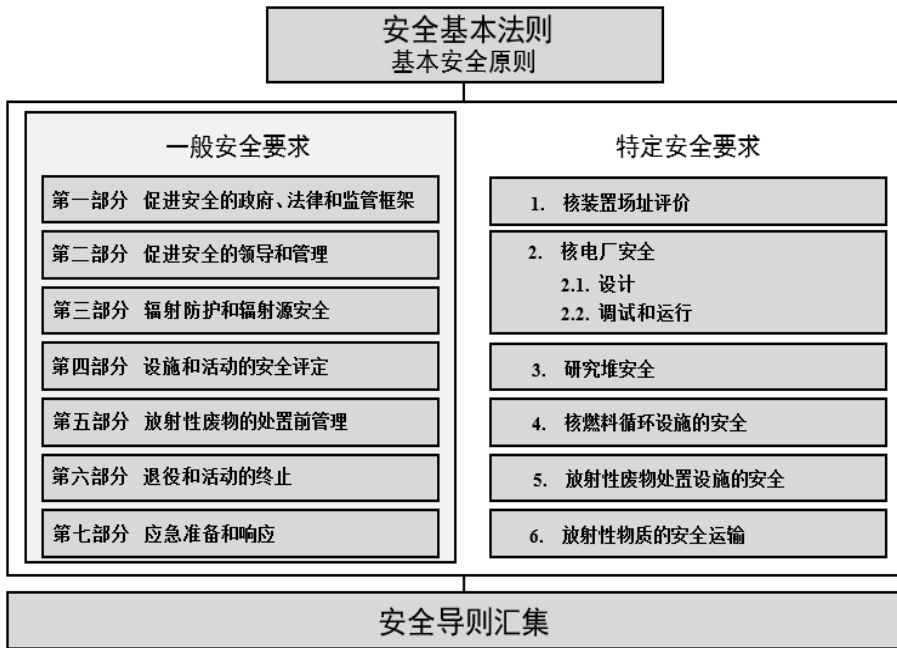 安全基本法则
基本安全原则
一般安全要求
第一部分 促进安全的政府、法律和监管框架
第二部分 促进安全的领导和管理
第三部分 辐射防护和辐射源安全
第四部分 设施和活动的安全评定
第五部分 放射性废物的处置前管理
第六部分 退役和活动的终止
第七部分 应急准备和响应
特定安全要求
1. 核装置场址评价
2. 核电厂安全
2.1. 设计
2.2. 调试和运行
3. 研究堆安全
4. 核燃料循环设施的安全
5. 放射性废物处置设施的安全
6. 放射性物质的安全运输
安全导则汇集